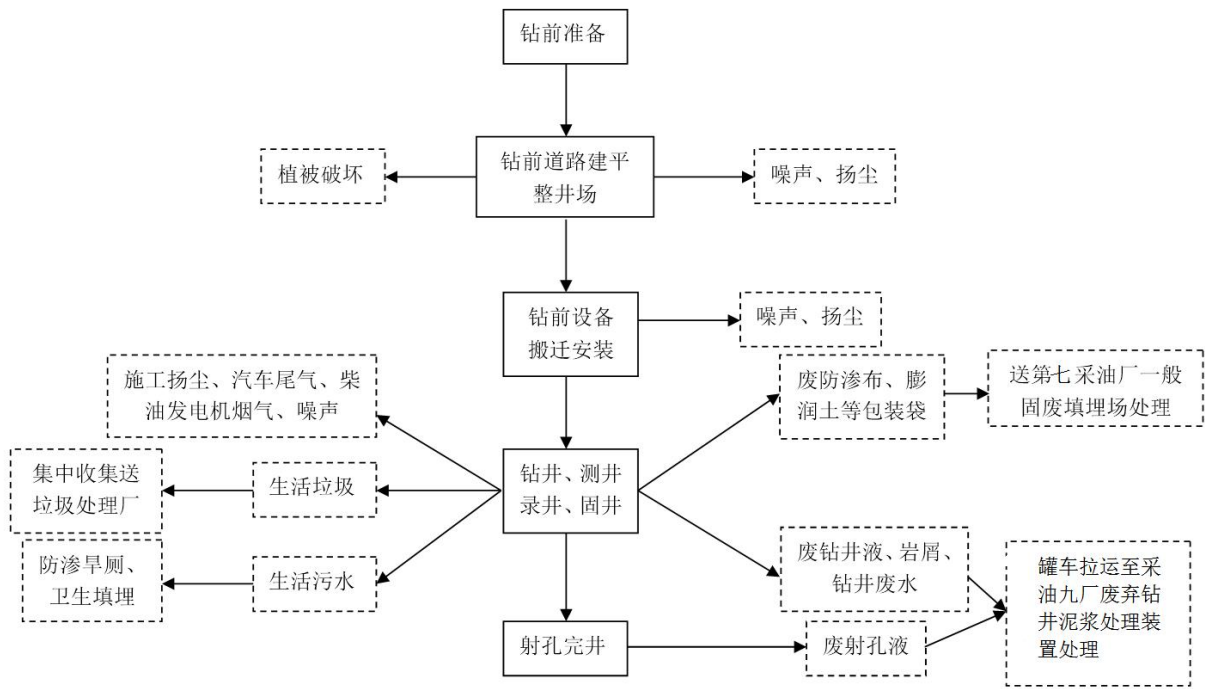 钻前准备
植被破坏
钻前道路建平
整井场
噪声、扬尘
钻前设备
搬迁安装
噪声、扬尘
施工扬尘、汽车尾气、柴
油发电机烟气、噪声
废防渗布、膨
润土等包装袋
送第七采油厂一般
固废填埋场处理
集中收集送
垃圾处理厂
生活垃圾
钻井、测井
录井、固井
防渗旱厕、
卫生填埋
生活污水
废钻井液、岩屑、
钻井废水
罐车拉运至采
油九厂废弃钻
井泥浆处理装
置处理
射孔完井
废射孔液